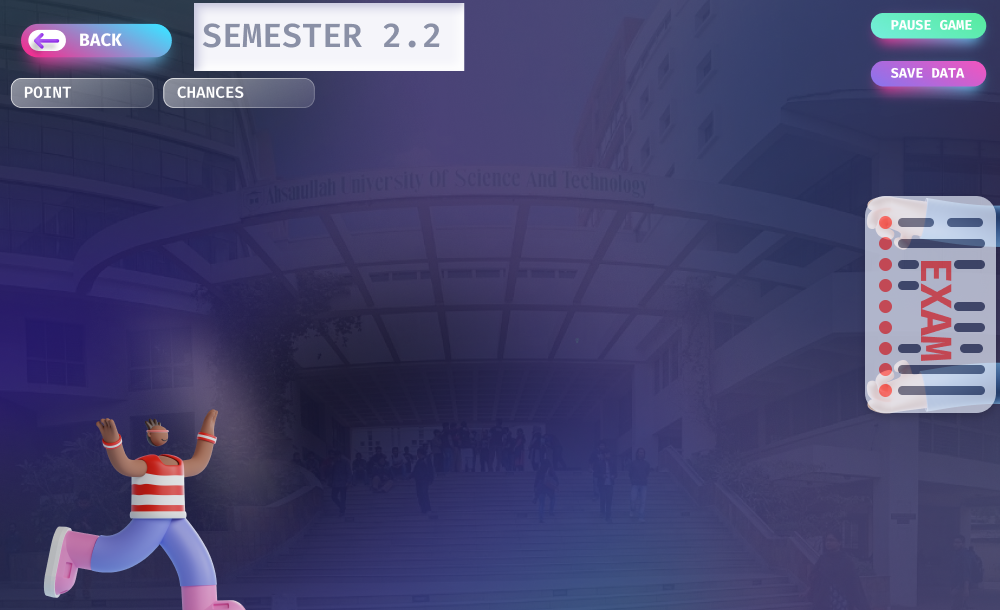 BACK
SEMESTER 2.2
PAUSE GAME
SAVE DATA
POINT
CHANCES
Ahsanullah University Of Science And Technology
EXAM